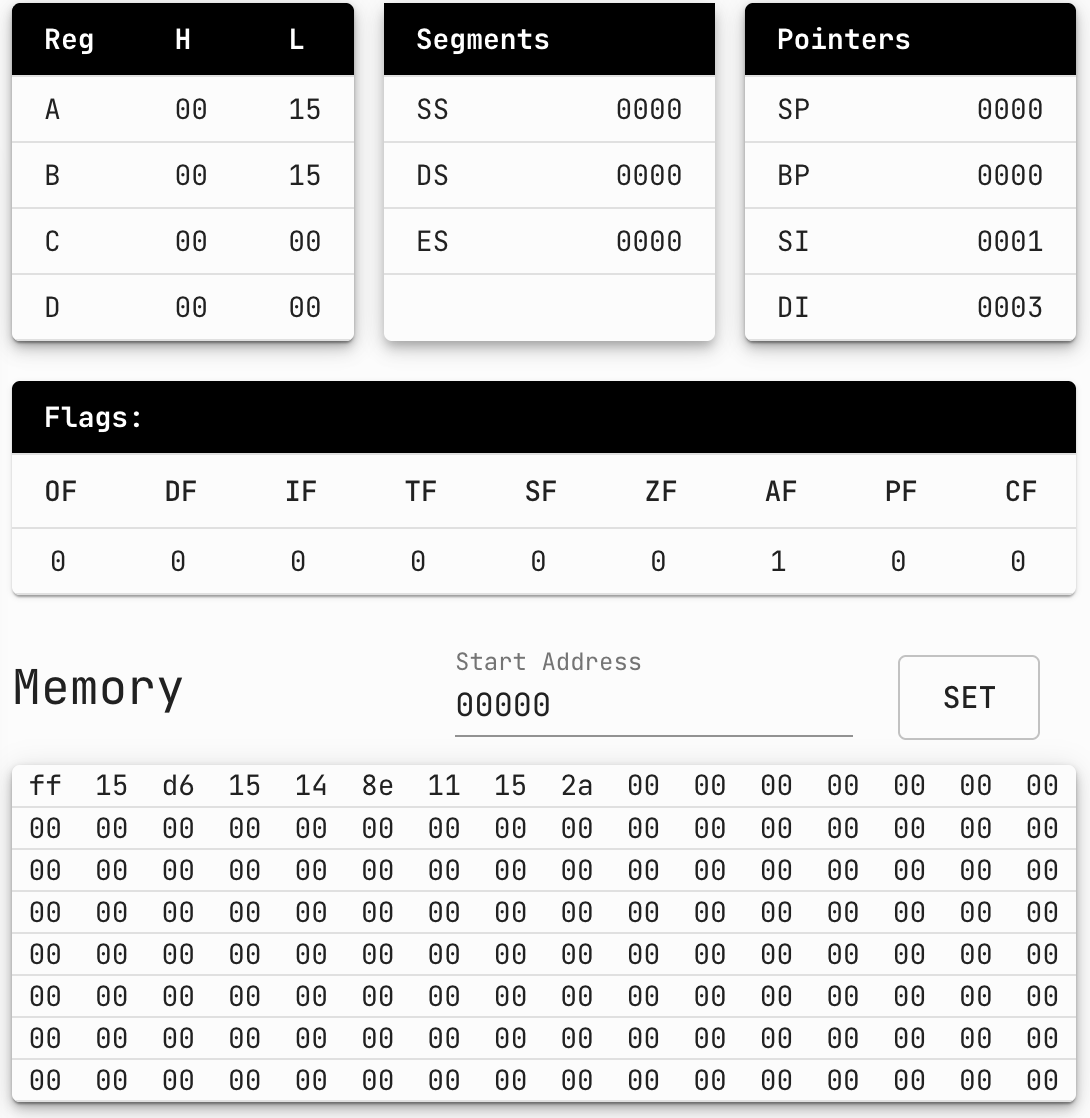 Reg H L
A 00 15
B 00 15
C 00 00
D 00 00
Segments
SS 0000
DS 0000
ES 0000
Pointers
SP 0000
BP 0000
SI 0001
DI 0003
Flags:
OF DF IF TF SF ZF AF PF CF
0 0 0 0 0 0 1 0 0
Memory
Start Address
00000
SET
ff 15 d6 15 14 8e 11 15 2a 00 00 00 00 00 00 00
00 00 00 00 00 00 00 00 00 00 00 00 00 00 00 00
00 00 00 00 00 00 00 00 00 00 00 00 00 00 00 00
00 00 00 00 00 00 00 00 00 00 00 00 00 00 00 00
00 00 00 00 00 00 00 00 00 00 00 00 00 00 00 00
00 00 00 00 00 00 00 00 00 00 00 00 00 00 00 00
00 00 00 00 00 00 00 00 00 00 00 00 00 00 00 00
00 00 00 00 00 00 00 00 00 00 00 00 00 00 00 00